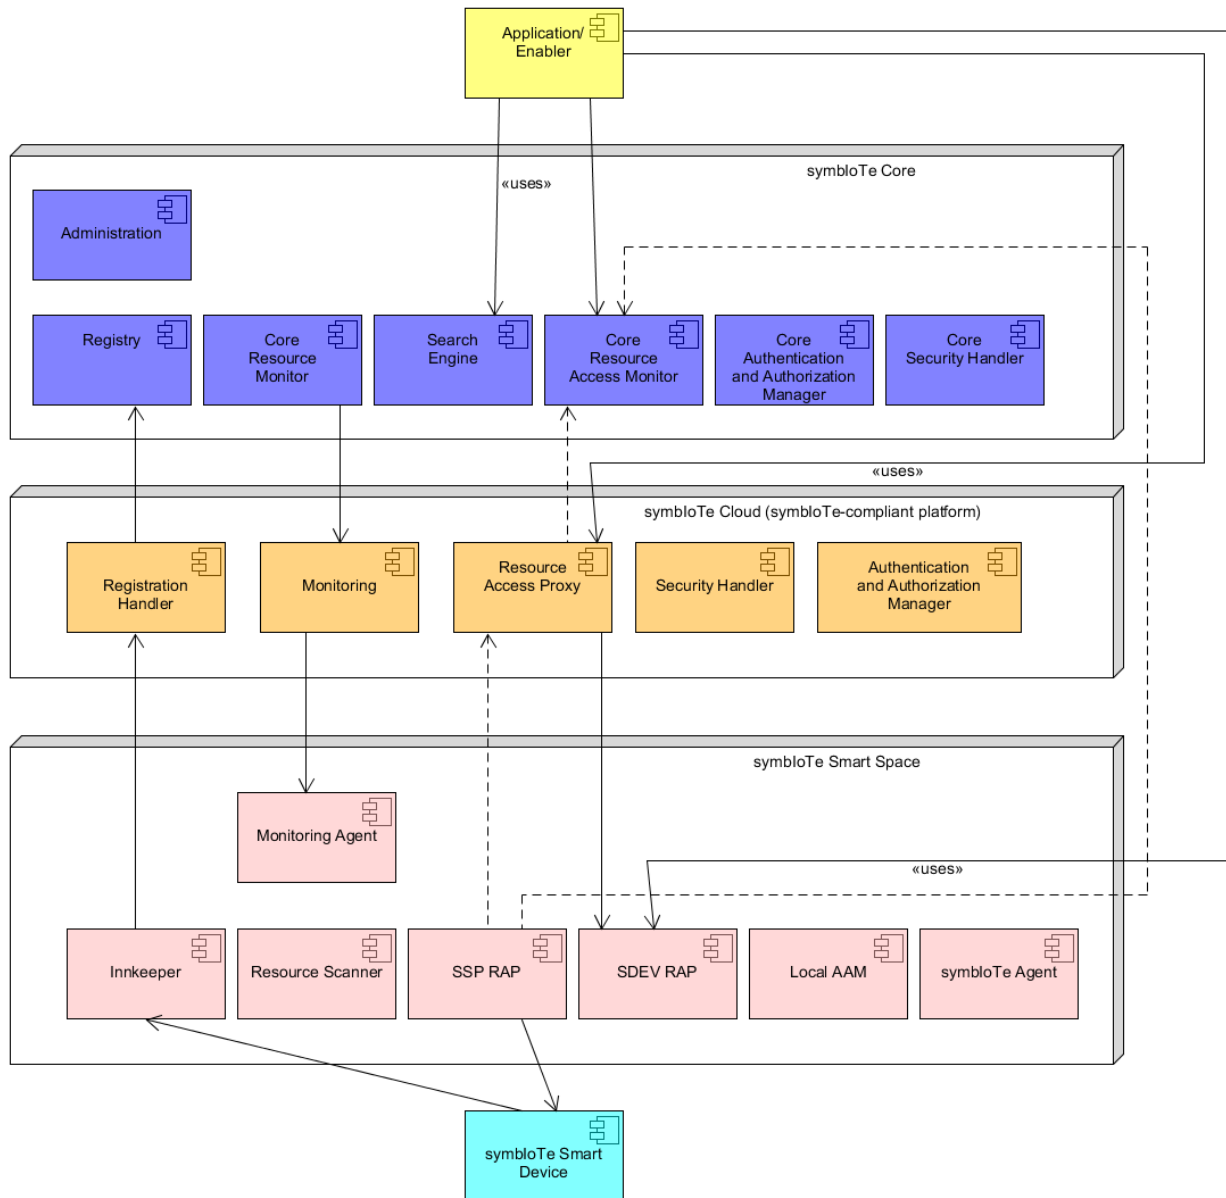 Application/
Enabler
symbIoTe Core
«uses»
Administration
Registry
Core
Resource
Monitor
Search
Engine
Core
Resource
Access Monitor
Core
Authentication
and Authorization
Manager
Core
Security Handler
«uses»
symbIoTe Cloud (symbIoTe-compliant platform)
Registration
Handler
Monitoring
Resource
Access Proxy
Security Handler
Authentication
and Authorization
Manager
symbIoTe Smart Space
Monitoring Agent
«uses»
Innkeeper
Resource Scanner
SSP RAP
SDEV RAP
Local AAM
symbIoTe Agent
symbIoTe Smart
Device